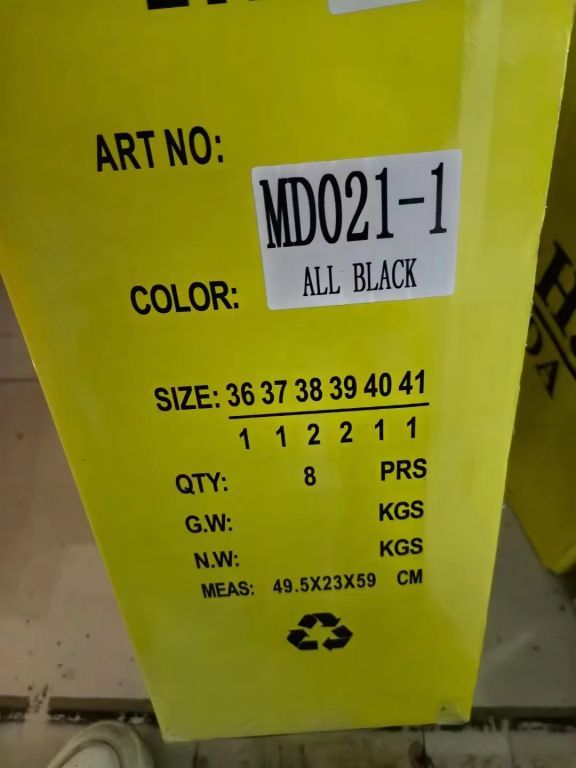 ART NO:
MD021-1
ALL BLACK
COLOR:
SIZE: 36 37 38 39 40 41
1 1 2 2 1 1
QTY: 8 PRS
G.W: KGS
N.W: KGS
MEAS: 49.5X23X59 CM